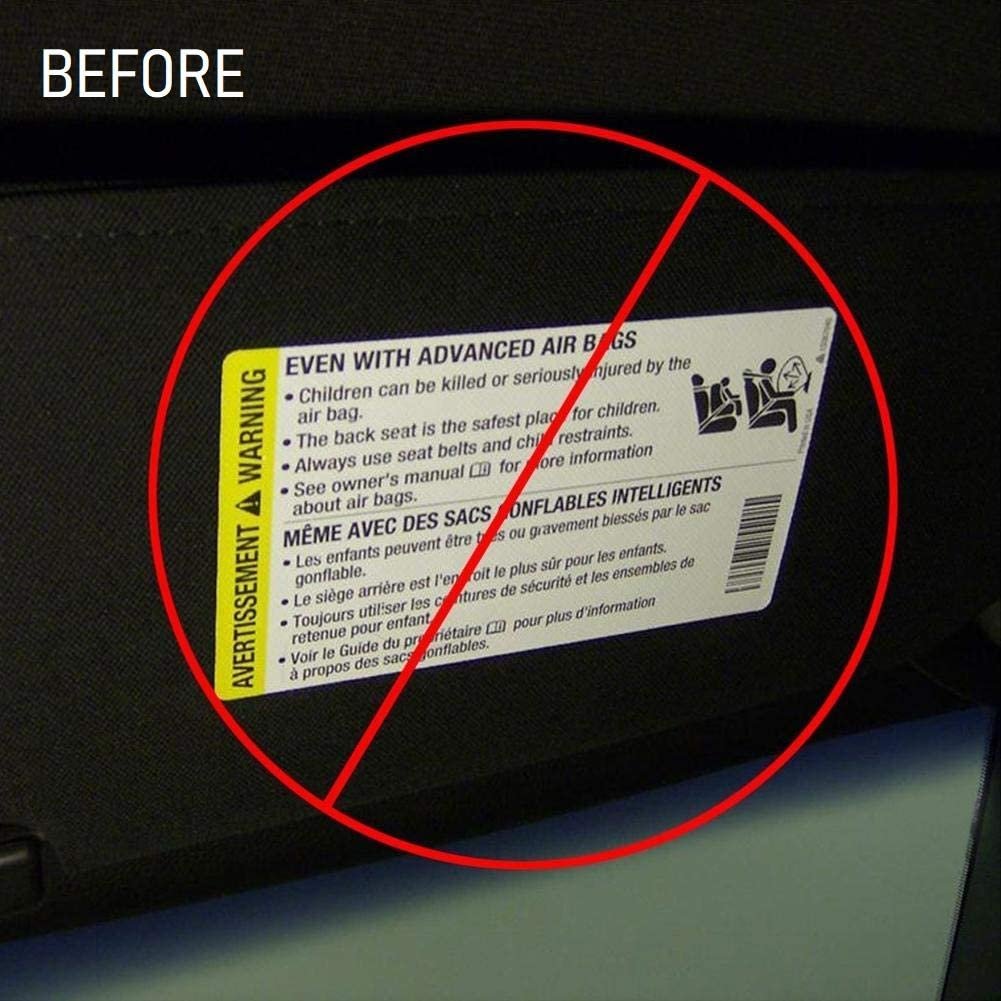 BEFORE
AVERTISSEMENT ⚠ WARNING
EVEN WITH ADVANCED AIR BAGS
• Children can be killed or seriously injured by the
air bag.
• The back seat is the safest place for children.
• Always use seat belts and child restraints.
• See owner's manual for more information
about air bags.
MÊME AVEC DES SACS GONFLABLES INTELLIGENTS
• Les enfants peuvent être tués ou gravement blessés par le sac
gonflable.
• Le siège arrière est l'endroit le plus sûr pour les enfants.
• Toujours utiliser les ceintures de sécurité et les ensembles de
retenue pour enfant.
• Voir le Guide du propriétaire pour plus d'information
à propos des sacs gonflables.
Printed in USA